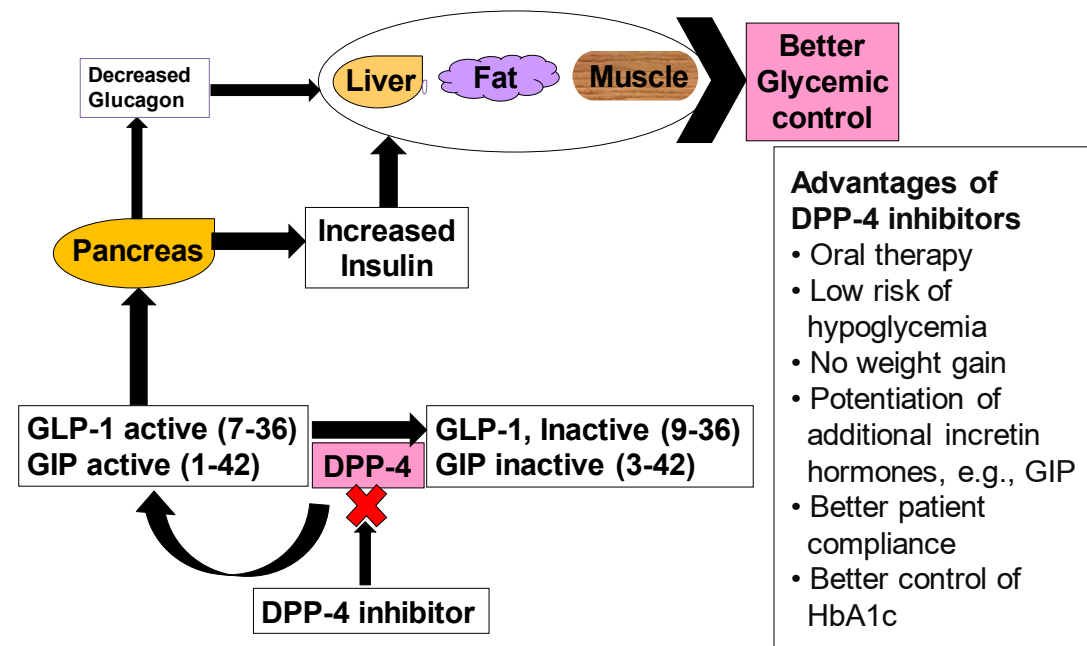 Decreased
Glucagon
Liver
Fat
Muscle
Better
Glycemic
control
Pancreas
Increased
Insulin
GLP-1 active (7-36)
GIP active (1-42)
DPP-4
GLP-1, Inactive (9-36)
GIP inactive (3-42)
DPP-4 inhibitor
Advantages of
DPP-4 inhibitors
• Oral therapy
• Low risk of
hypoglycemia
• No weight gain
• Potentiation of
additional incretin
hormones, e.g., GIP
• Better patient
compliance
• Better control of
HbA1c